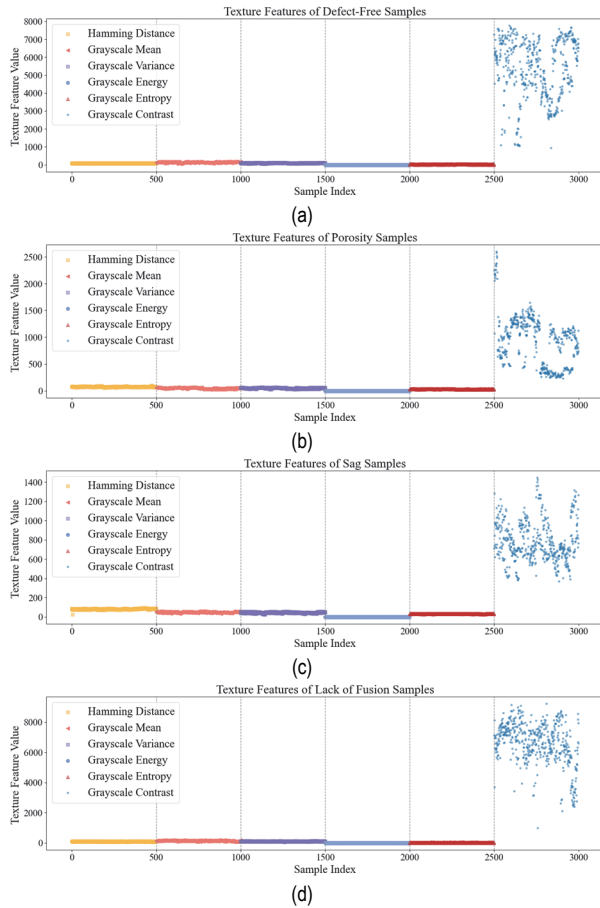 Texture Features of Defect-Free Samples
Texture Feature Value
8000
7000
6000
5000
4000
3000
2000
1000
0
Hamming Distance
Grayscale Mean
Grayscale Variance
Grayscale Energy
Grayscale Entropy
Grayscale Contrast
0 500 1000 1500 2000 2500 3000
Sample Index
(a)
Texture Features of Porosity Samples
Texture Feature Value
2500
2000
1500
1000
500
0
Hamming Distance
Grayscale Mean
Grayscale Variance
Grayscale Energy
Grayscale Entropy
Grayscale Contrast
0 500 1000 1500 2000 2500 3000
Sample Index
(b)
Texture Features of Sag Samples
Texture Feature Value
1400
1200
1000
800
600
400
200
0
Hamming Distance
Grayscale Mean
Grayscale Variance
Grayscale Energy
Grayscale Entropy
Grayscale Contrast
0 500 1000 1500 2000 2500 3000
Sample Index
(c)
Texture Features of Lack of Fusion Samples
Texture Feature Value
8000
6000
4000
2000
0
Hamming Distance
Grayscale Mean
Grayscale Variance
Grayscale Energy
Grayscale Entropy
Grayscale Contrast
0 500 1000 1500 2000 2500 3000
Sample Index
(d)